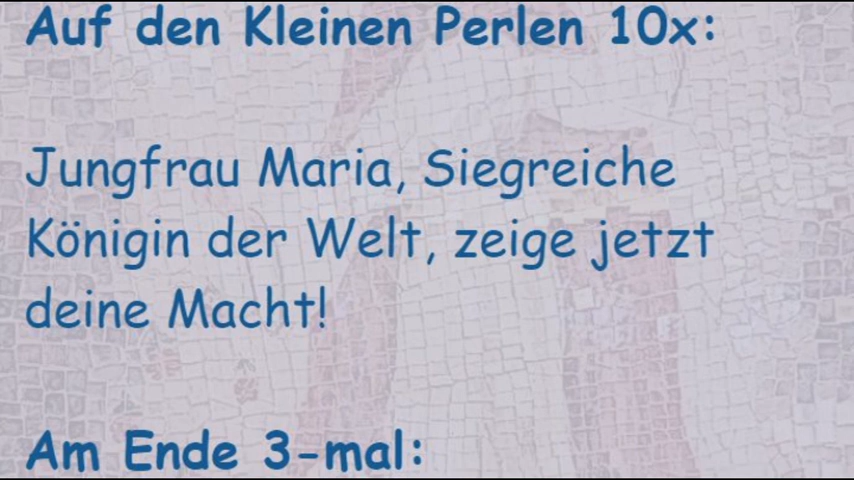 Auf den Kleinen Perlen 10x:
Jungfrau Maria, Siegreiche
Königin der Welt, zeige jetzt
deine Macht!
Am Ende 3-mal: